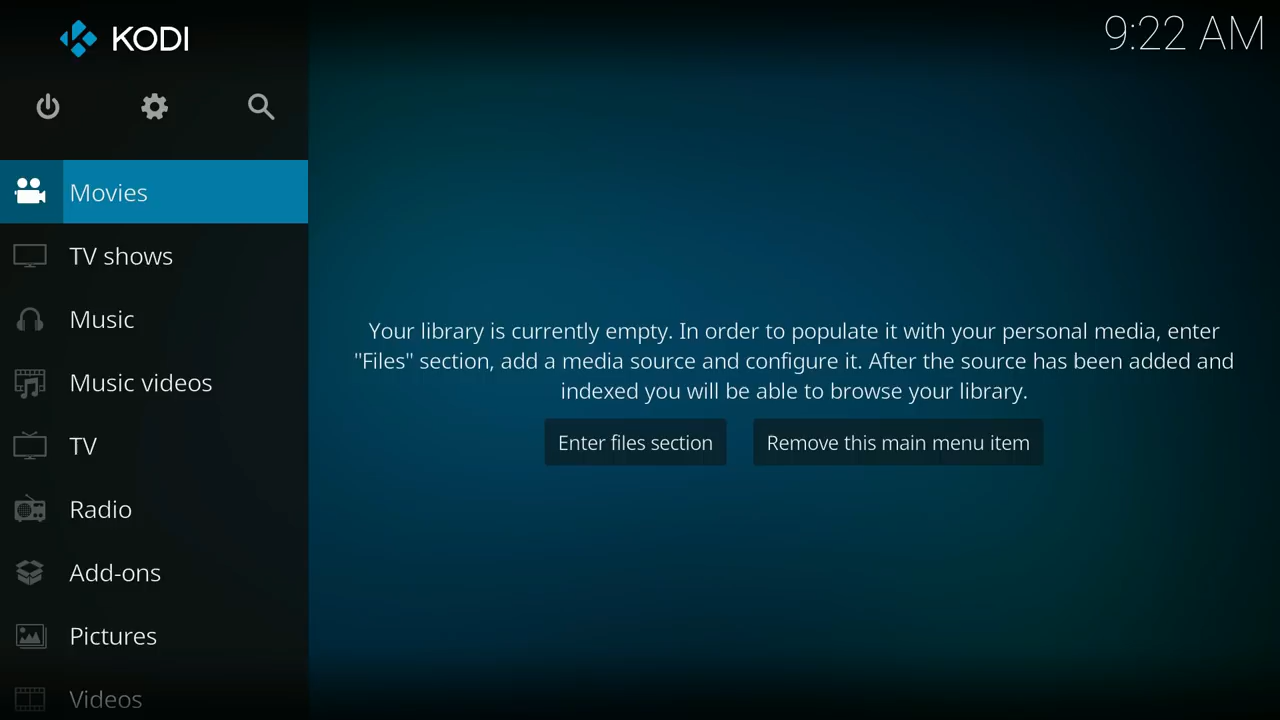 KODI
9:22 AM
Movies
TV shows
Music
Music videos
TV
Radio
Add-ons
Pictures
Videos
Your library is currently empty. In order to populate it with your personal media, enter
"Files" section, add a media source and configure it. After the source has been added and
indexed you will be able to browse your library.
Enter files section
Remove this main menu item